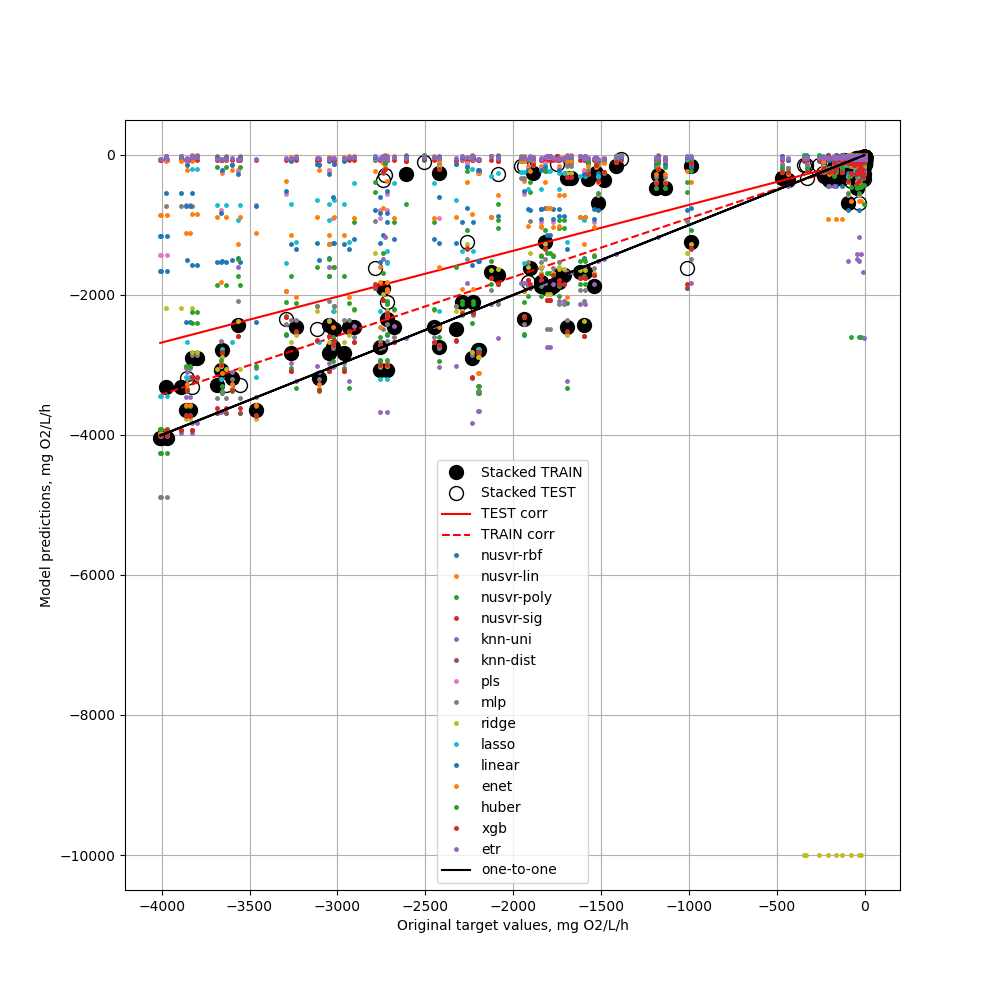 0
−2000
−4000
−6000
−8000
−10000
Model predictions, mg O2/L/h
Stacked TRAIN
Stacked TEST
TEST corr
TRAIN corr
nusvr-rbf
nusvr-lin
nusvr-poly
nusvr-sig
knn-uni
knn-dist
pls
mlp
ridge
lasso
linear
enet
huber
xgb
etr
one-to-one
−4000 −3500 −3000 −2500 −2000 −1500 −1000 −500 0
Original target values, mg O2/L/h